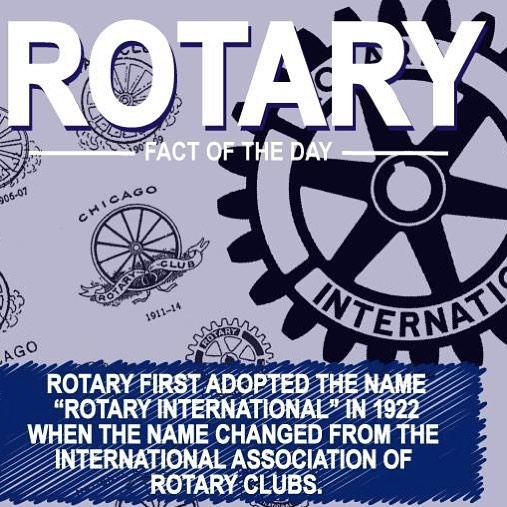 ROTARY
FACT OF THE DAY
906-07
CHICAGO
ROTARY CLUB
1911-14
AGO
ROTARY
INTERNATIO
ROTARY FIRST ADOPTED THE NAME
“ROTARY INTERNATIONAL” IN 1922
WHEN THE NAME CHANGED FROM THE
INTERNATIONAL ASSOCIATION OF
ROTARY CLUBS.